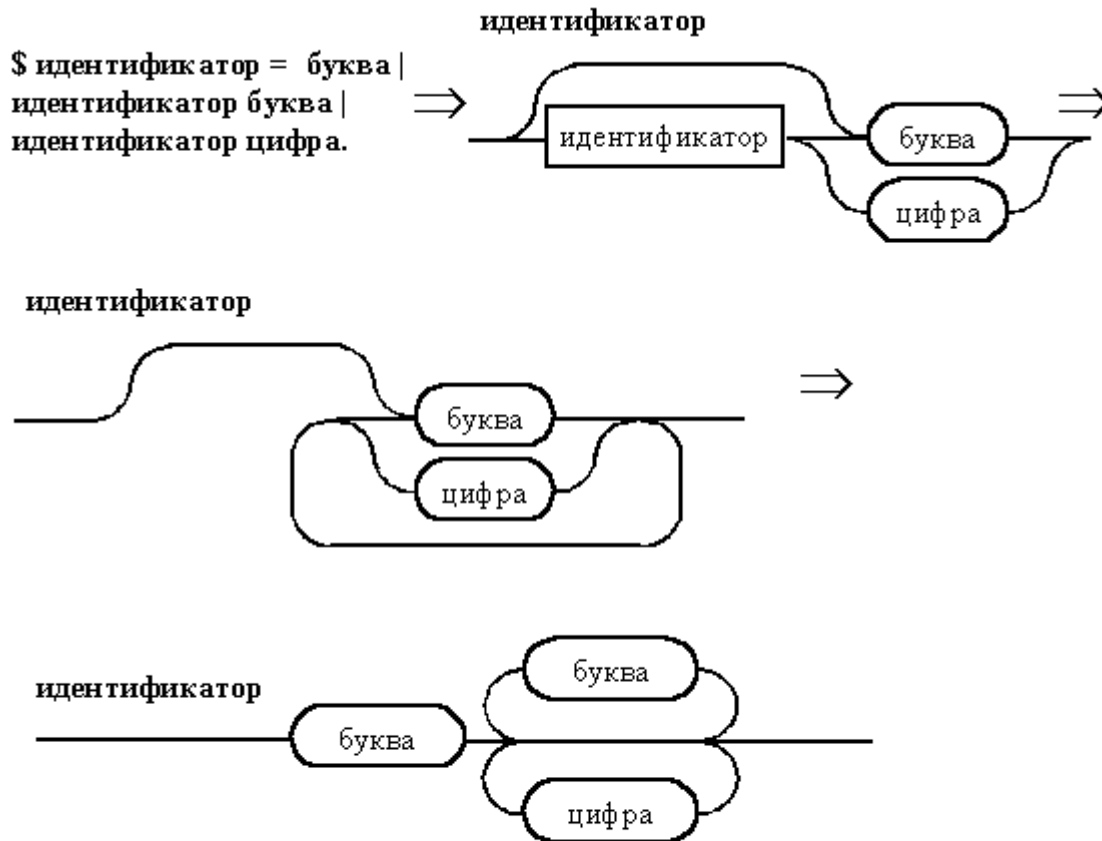 идентификатор
$ идентификатор = буква |
идентификатор буква |
идентификатор цифра.
⇒
идентификатор
буква
цифра
⇒
идентификатор
буква
цифра
⇒
идентификатор
буква
буква
цифра